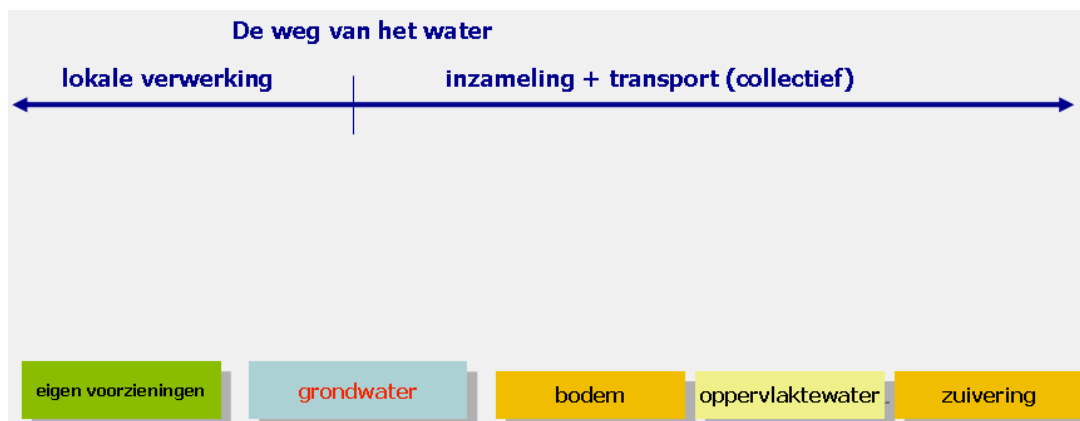 De weg van het water
lokale verwerking
inzameling + transport (collectief)
eigen voorzieningen
grondwater
bodem
oppervlaktewater
zuivering